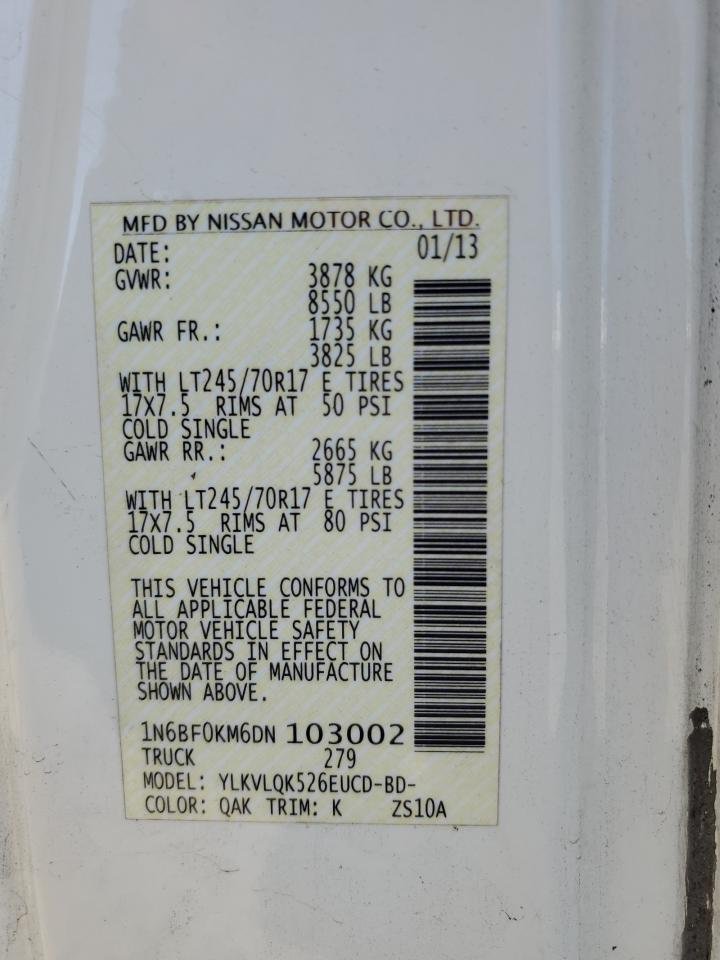 MFD BY NISSAN MOTOR CO., LTD.
DATE: 01/13
GVWR: 3878 KG
8550 LB
GAWR FR.: 1735 KG
3825 LB
WITH LT245/70R17 E TIRES
17X7.5 RIMS AT 50 PSI
COLD SINGLE
GAWR RR.: 2665 KG
5875 LB
WITH LT245/70R17 E TIRES
17X7.5 RIMS AT 80 PSI
COLD SINGLE
THIS VEHICLE CONFORMS TO
ALL APPLICABLE FEDERAL
MOTOR VEHICLE SAFETY
STANDARDS IN EFFECT ON
THE DATE OF MANUFACTURE
SHOWN ABOVE.
1N6BF0KM6DN 103002
TRUCK 279
MODEL: YLKVLQK526EUCD-BD-
COLOR: QAK TRIM: K ZS10A